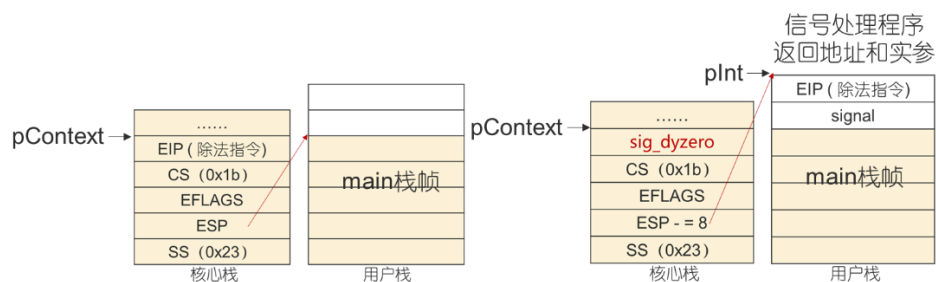 pContext
……
EIP ( 除法指令)
CS（0x1b）
EFLAGS
ESP
SS（0x23）
核心栈
main栈帧
用户栈
pContext
……
sig_dyzero
CS（0x1b）
EFLAGS
ESP - = 8
SS（0x23）
核心栈
信号处理程序
返回地址和实参
pInt
EIP ( 除法指令)
signal
main栈帧
用户栈